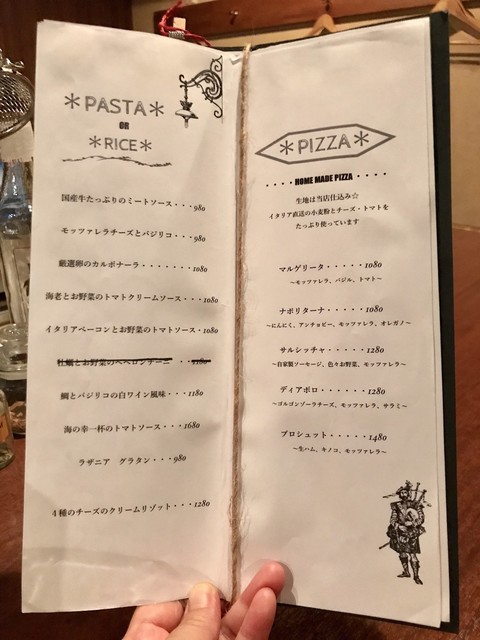 *PASTA*
OR
*RICE*
国産牛たっぷりのミートソース・・・980
モッツァレラチーズとバジリコ・・・980
厳選卵のカルボナーラ・・・・・・・1080
海老とお野菜のトマトクリームソース・・・1080
イタリアベーコンとお野菜のトマトソース・1080
牡蠣とお野菜のペペロンチーニ ・・1180
鯛とバジリコの白ワイン風味・・・1180
海の幸一杯のトマトソース・・・1680
ラザニア グラタン・・・980
4種のチーズのクリームリゾット・・・1280
*PIZZA*
・・・・HOME MADE PIZZA・・・・
生地は当店仕込み☆
イタリア直送の小麦粉とチーズ・トマトを
たっぷり使っています
マルゲリータ・・・・・1080
~モッツァレラ、バジル、トマト~
ナポリターナ・・・・・1080
~にんにく、アンチョビー、モッツァレラ、オレガノ~
サルシッチャ・・・・・1280
~自家製ソーセージ、色々お野菜、モッツァレラ~
ディアボロ・・・・・1280
~ゴルゴンゾーラチーズ、モッツァレラ、サラミ~
プロシュット・・・・・1480
~生ハム、キノコ、モッツァレラ~